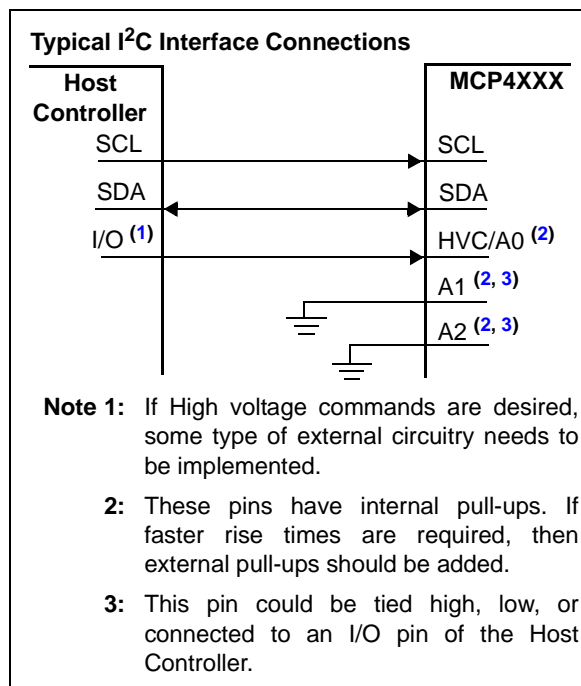 Typical I²C Interface Connections
Host
Controller
MCP4XXX
SCL
SCL
SDA
SDA
I/O (1)
HVC/A0 (2)
A1 (2, 3)
A2 (2, 3)
Note 1: If High voltage commands are desired,
some type of external circuitry needs to
be implemented.
2: These pins have internal pull-ups. If
faster rise times are required, then
external pull-ups should be added.
3: This pin could be tied high, low, or
connected to an I/O pin of the Host
Controller.